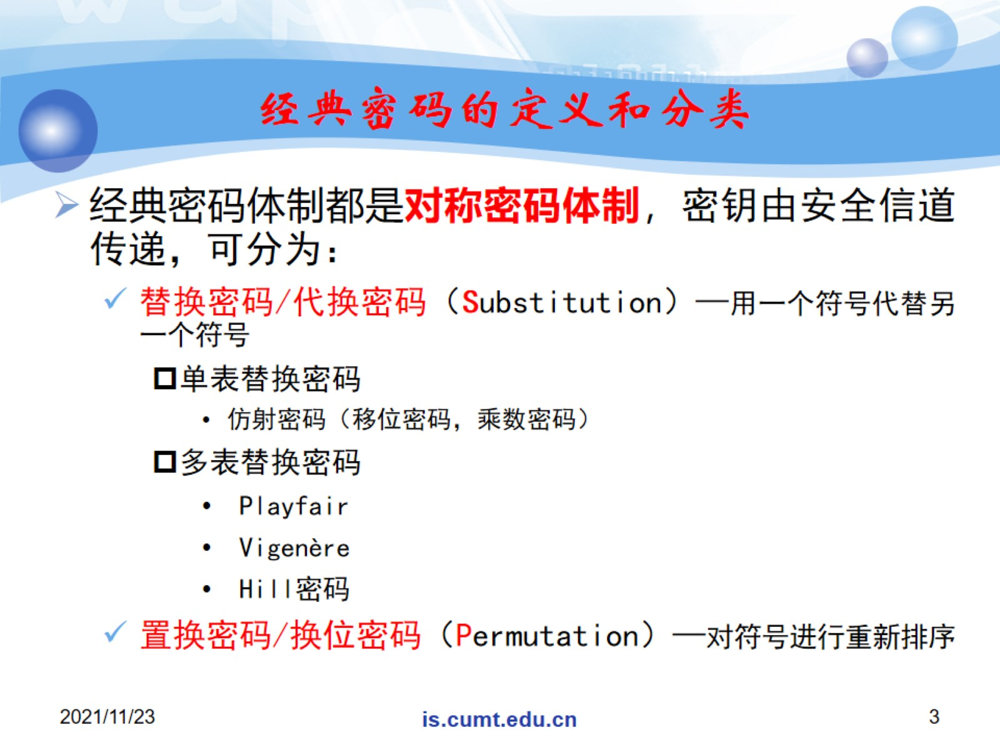 经典密码的定义和分类
经典密码体制都是对称密码体制，密钥由安全信道
传递，可分为：
替换密码/代换密码（Substitution）—用一个符号代替另
一个符号
单表替换密码
• 仿射密码（移位密码，乘数密码）
多表替换密码
• Playfair
• Vigenère
• Hill密码
置换密码/换位密码（Permutation）—对符号进行重新排序
2021/11/23
is.cumt.edu.cn
3